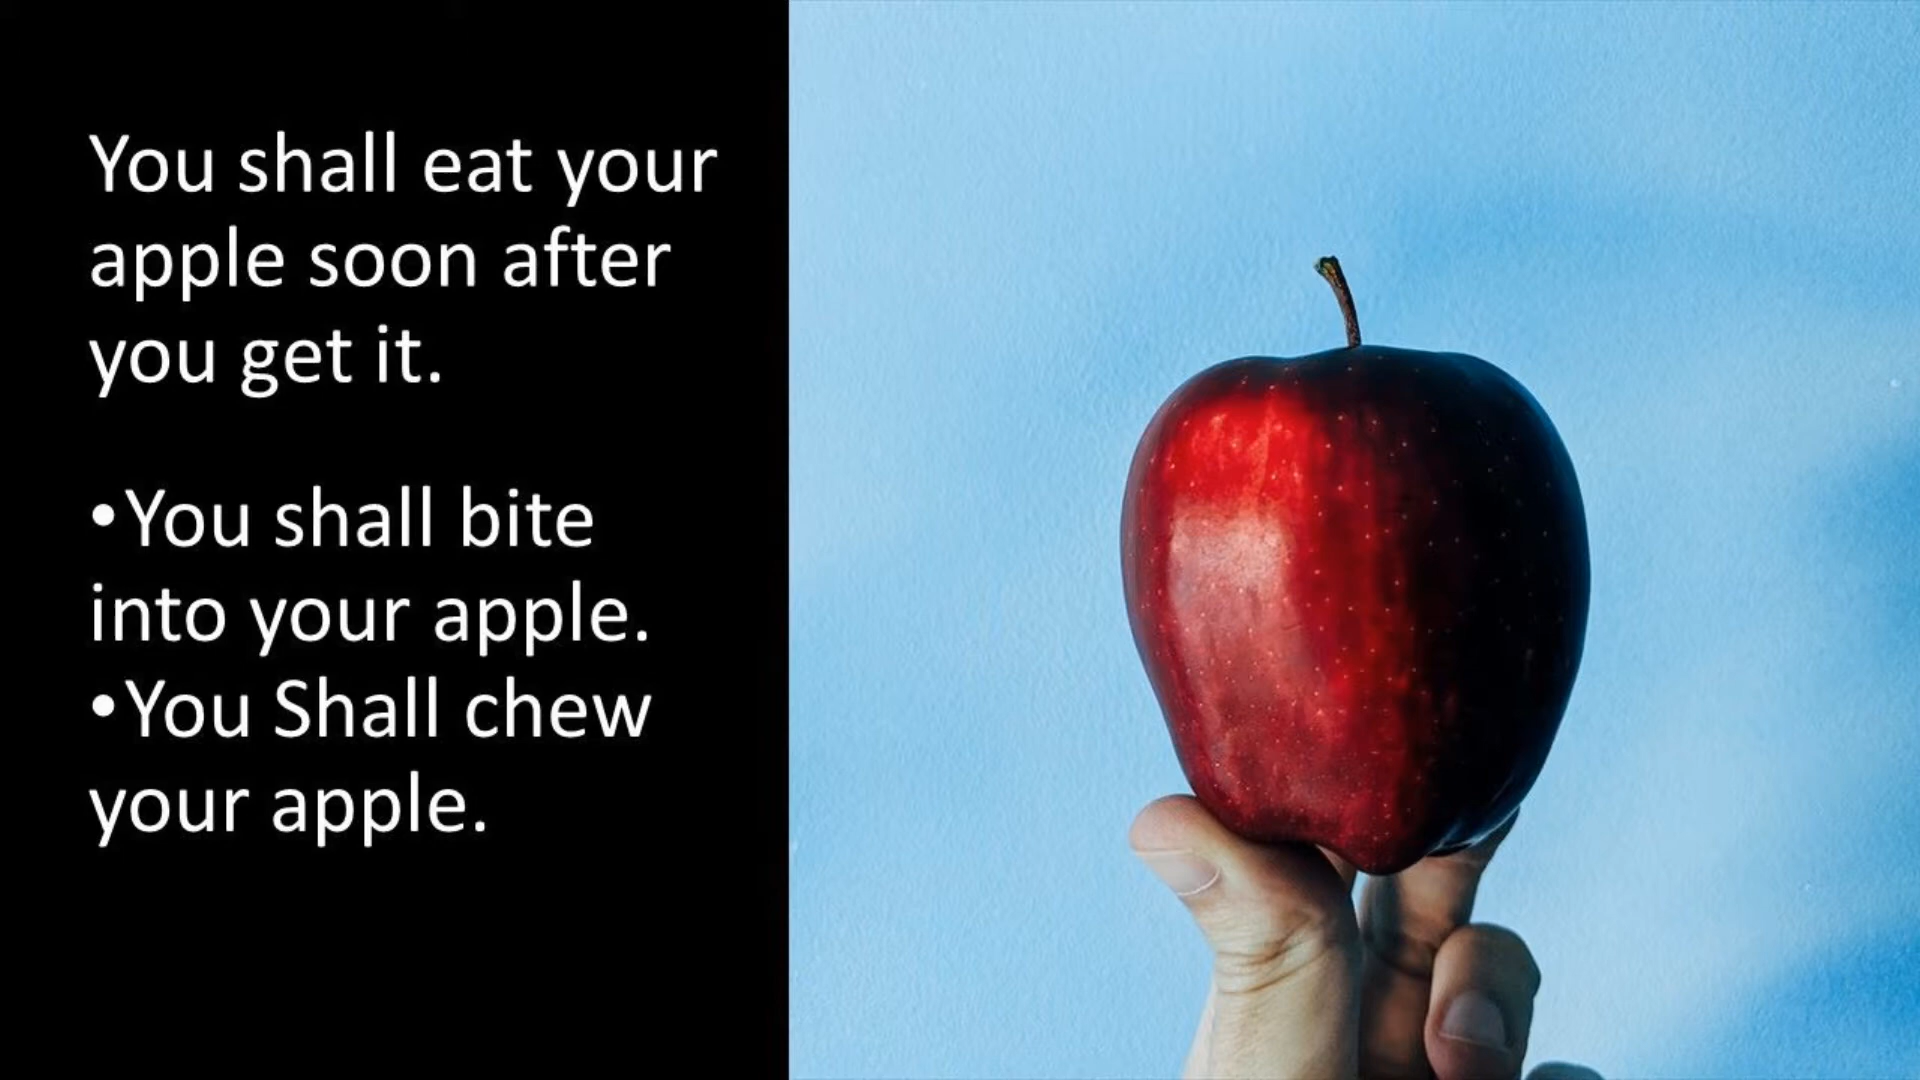 You shall eat your
apple soon after
you get it.
•You shall bite
into your apple.
•You Shall chew
your apple.